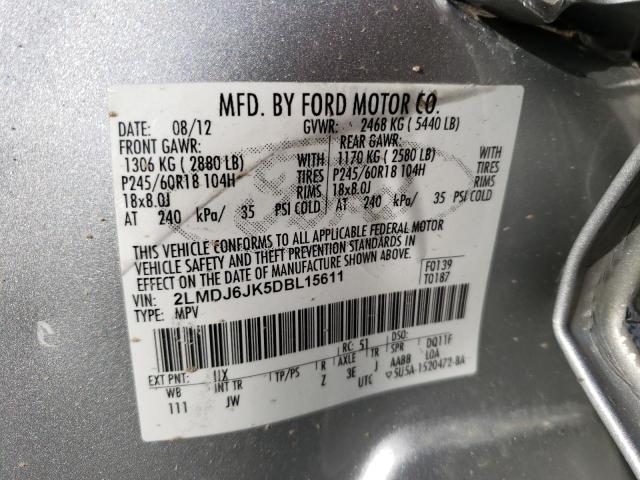 MFD. BY FORD MOTOR CO.
DATE: 08/12 GVWR: 2468 KG ( 5440 LB)
FRONT GAWR: REAR GAWR:
1306 KG ( 2880 LB) WITH 1170 KG ( 2580 LB) WITH
P245/60R18 104H TIRES P245/60R18 104H TIRES
18x8.0J RIMS 18x8.0J RIMS
AT 240 kPa/ 35 PSI COLD AT 240 kPa/ 35 PSI COLD
THIS VEHICLE CONFORMS TO ALL APPLICABLE FEDERAL MOTOR
VEHICLE SAFETY AND THEFT PREVENTION STANDARDS IN
EFFECT ON THE DATE OF MANUFACTURE SHOWN ABOVE.
VIN: 2LMDJ6JK5DBL15611 F0139
TYPE: MPV T0187
EXT PNT: UX RC: 51 DSO:
WB INT TR TP/PS R AXLE TR SPR DQ11F
111 JW Z 3E J AABB LOA
UTC ▽5U5A-1520472-BA